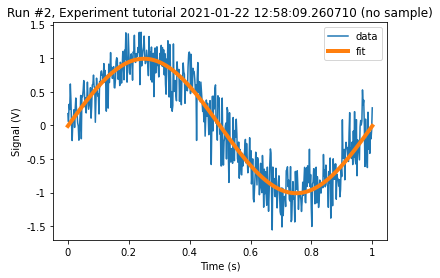 Run #2, Experiment tutorial 2021-01-22 12:58:09.260710 (no sample)
data
fit
Signal (V)
1.5
1
0.5
0
-0.5
-1
-1.5
0
0.2
0.4
0.6
0.8
1
Time (s)